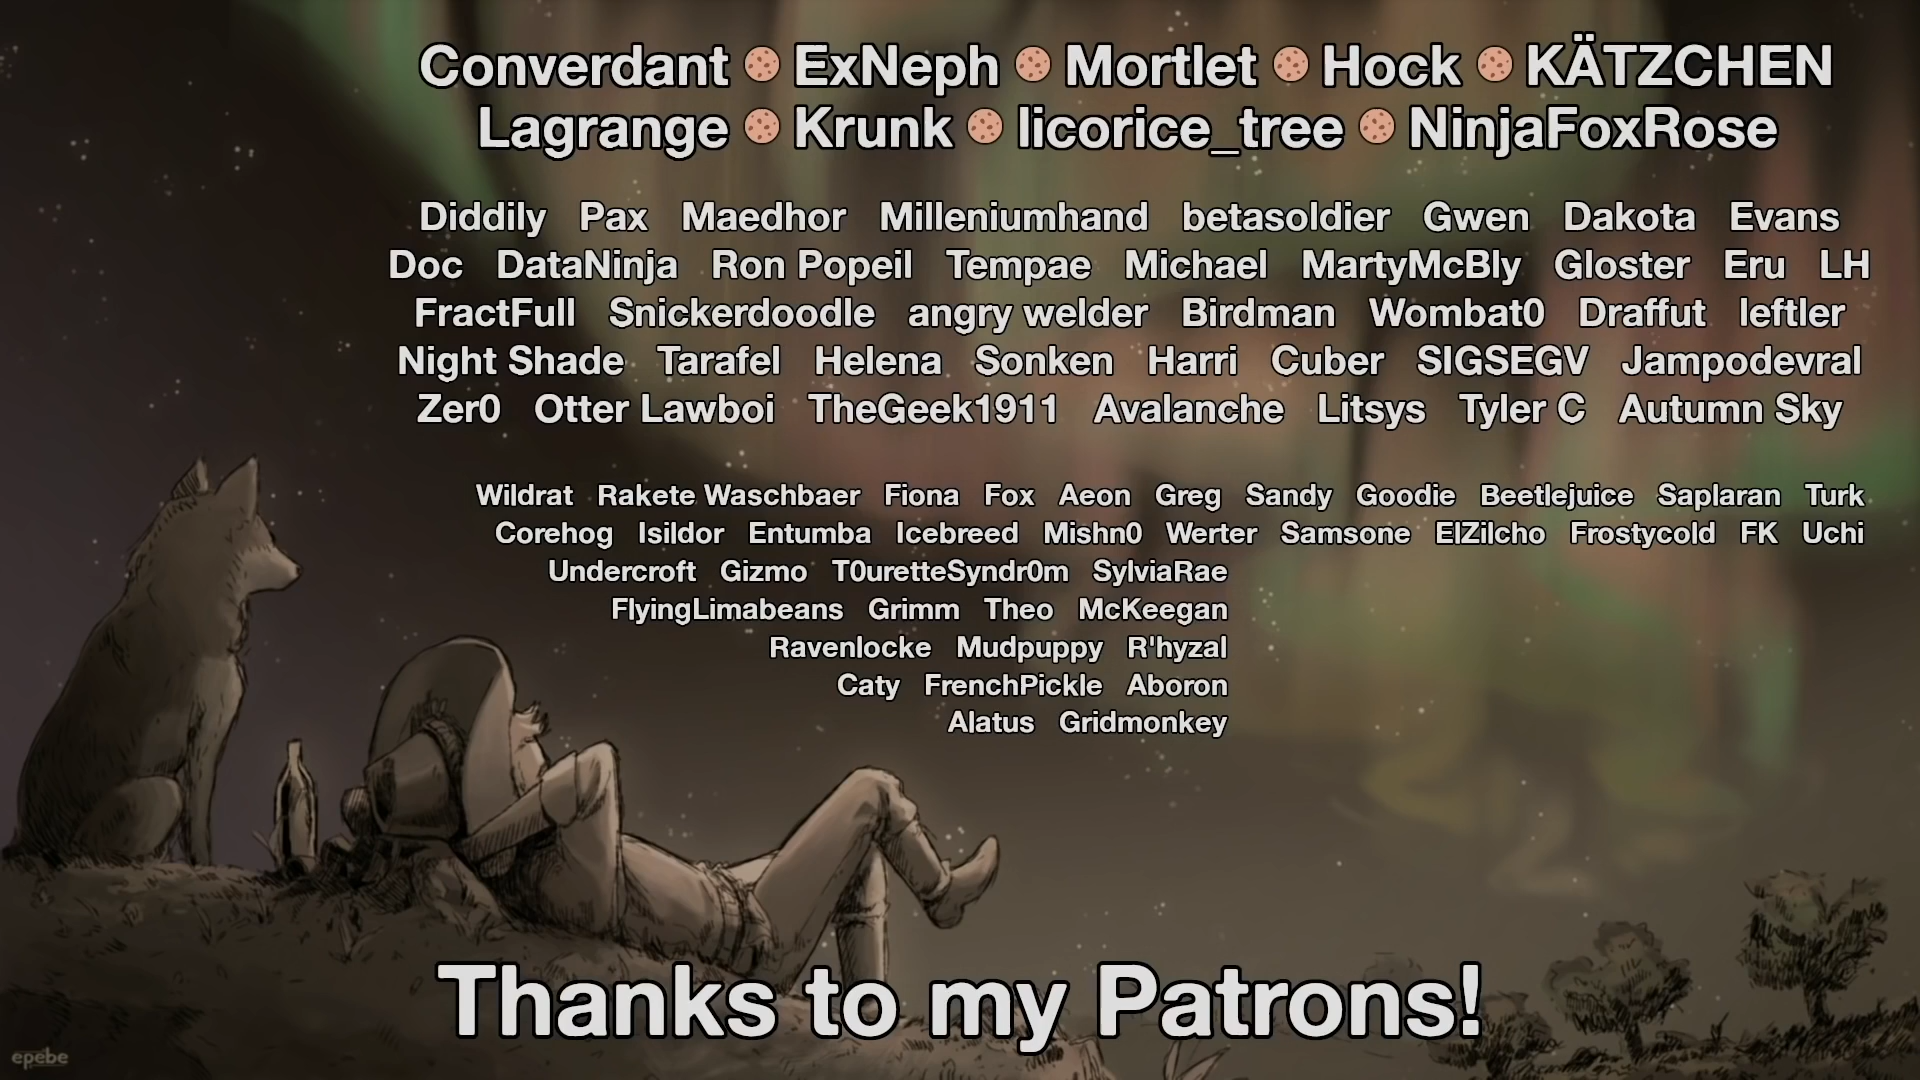 Converdant ExNeph Mortlet Hock KÄTZCHEN
Lagrange Krunk licorice_tree NinjaFoxRose
Diddily Pax Maedhor Milleniumhand betasoldier Gwen Dakota Evans
Doc DataNinja Ron Popeil Tempae Michael MartyMcBly Gloster Eru LH
FractFull Snickerdoodle angry welder Birdman Wombat0 Draffut leftler
Night Shade Tarafel Helena Sonken Harri Cuber SIGSEGV Jampodevral
Zer0 Otter Lawboi TheGeek1911 Avalanche Litsys Tyler C Autumn Sky
Wildrat Rakete Waschbaer Fiona Fox Aeon Greg Sandy Goodie Beetlejuice Saplaran Turk
Corehog Isildor Entumba Icebreed Mishn0 Werter Samsone ElZilcho Frostycold FK Uchi
Undercroft Gizmo T0uretteSyndr0m SylviaRae
FlyingLimabeans Grimm Theo McKeegan
Ravenlocke Mudpuppy R'hyzal
Caty FrenchPickle Aboron
Alatus Gridmonkey
Thanks to my Patrons!
epebe